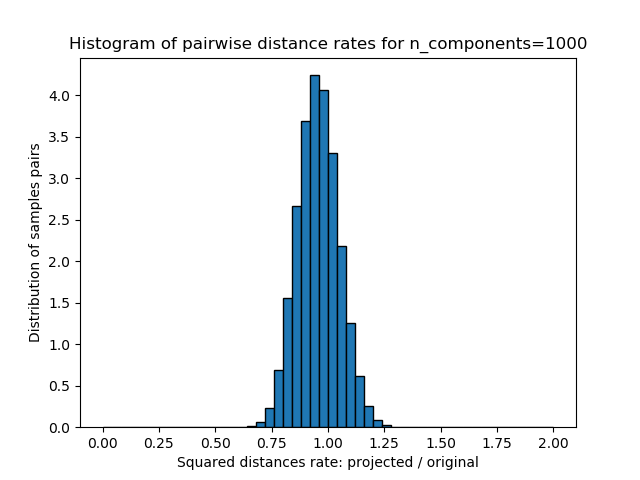 Histogram of pairwise distance rates for n_components=1000
Distribution of samples pairs
4.0
3.5
3.0
2.5
2.0
1.5
1.0
0.5
0.0
0.00 0.25 0.50 0.75 1.00 1.25 1.50 1.75 2.00
Squared distances rate: projected / original